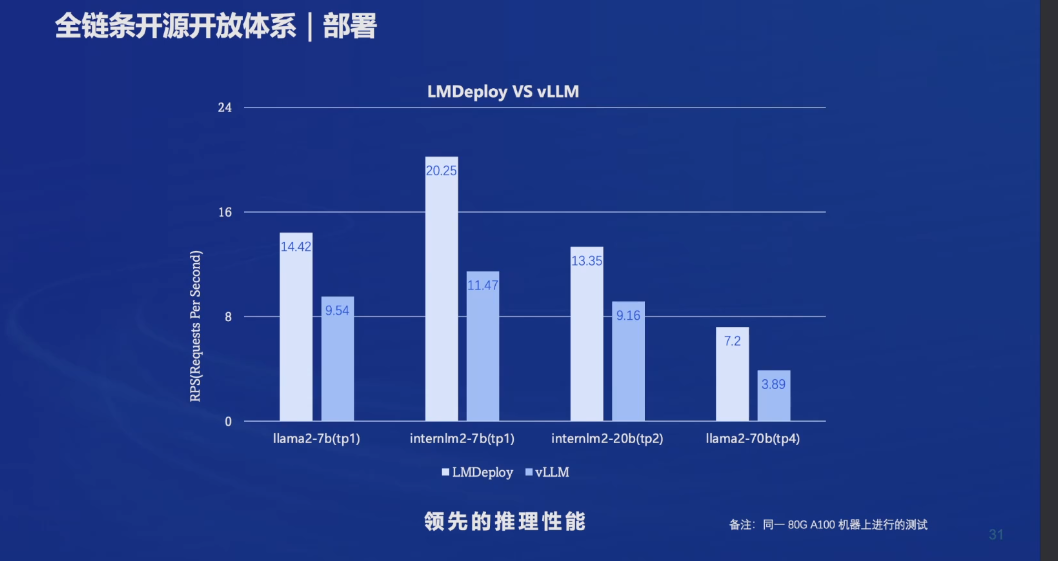 全链条开源开放体系｜部署
LMDeploy VS vLLM
24
16
8
0
RPS(Requests Per Second)
14.42
9.54
20.25
11.47
13.35
9.16
7.2
3.89
llama2-7b(tp1)
internlm2-7b(tp1)
internlm2-20b(tp2)
llama2-70b(tp4)
LMDeploy
vLLM
领先的推理性能
备注：同一 80G A100 机器上进行的测试
31